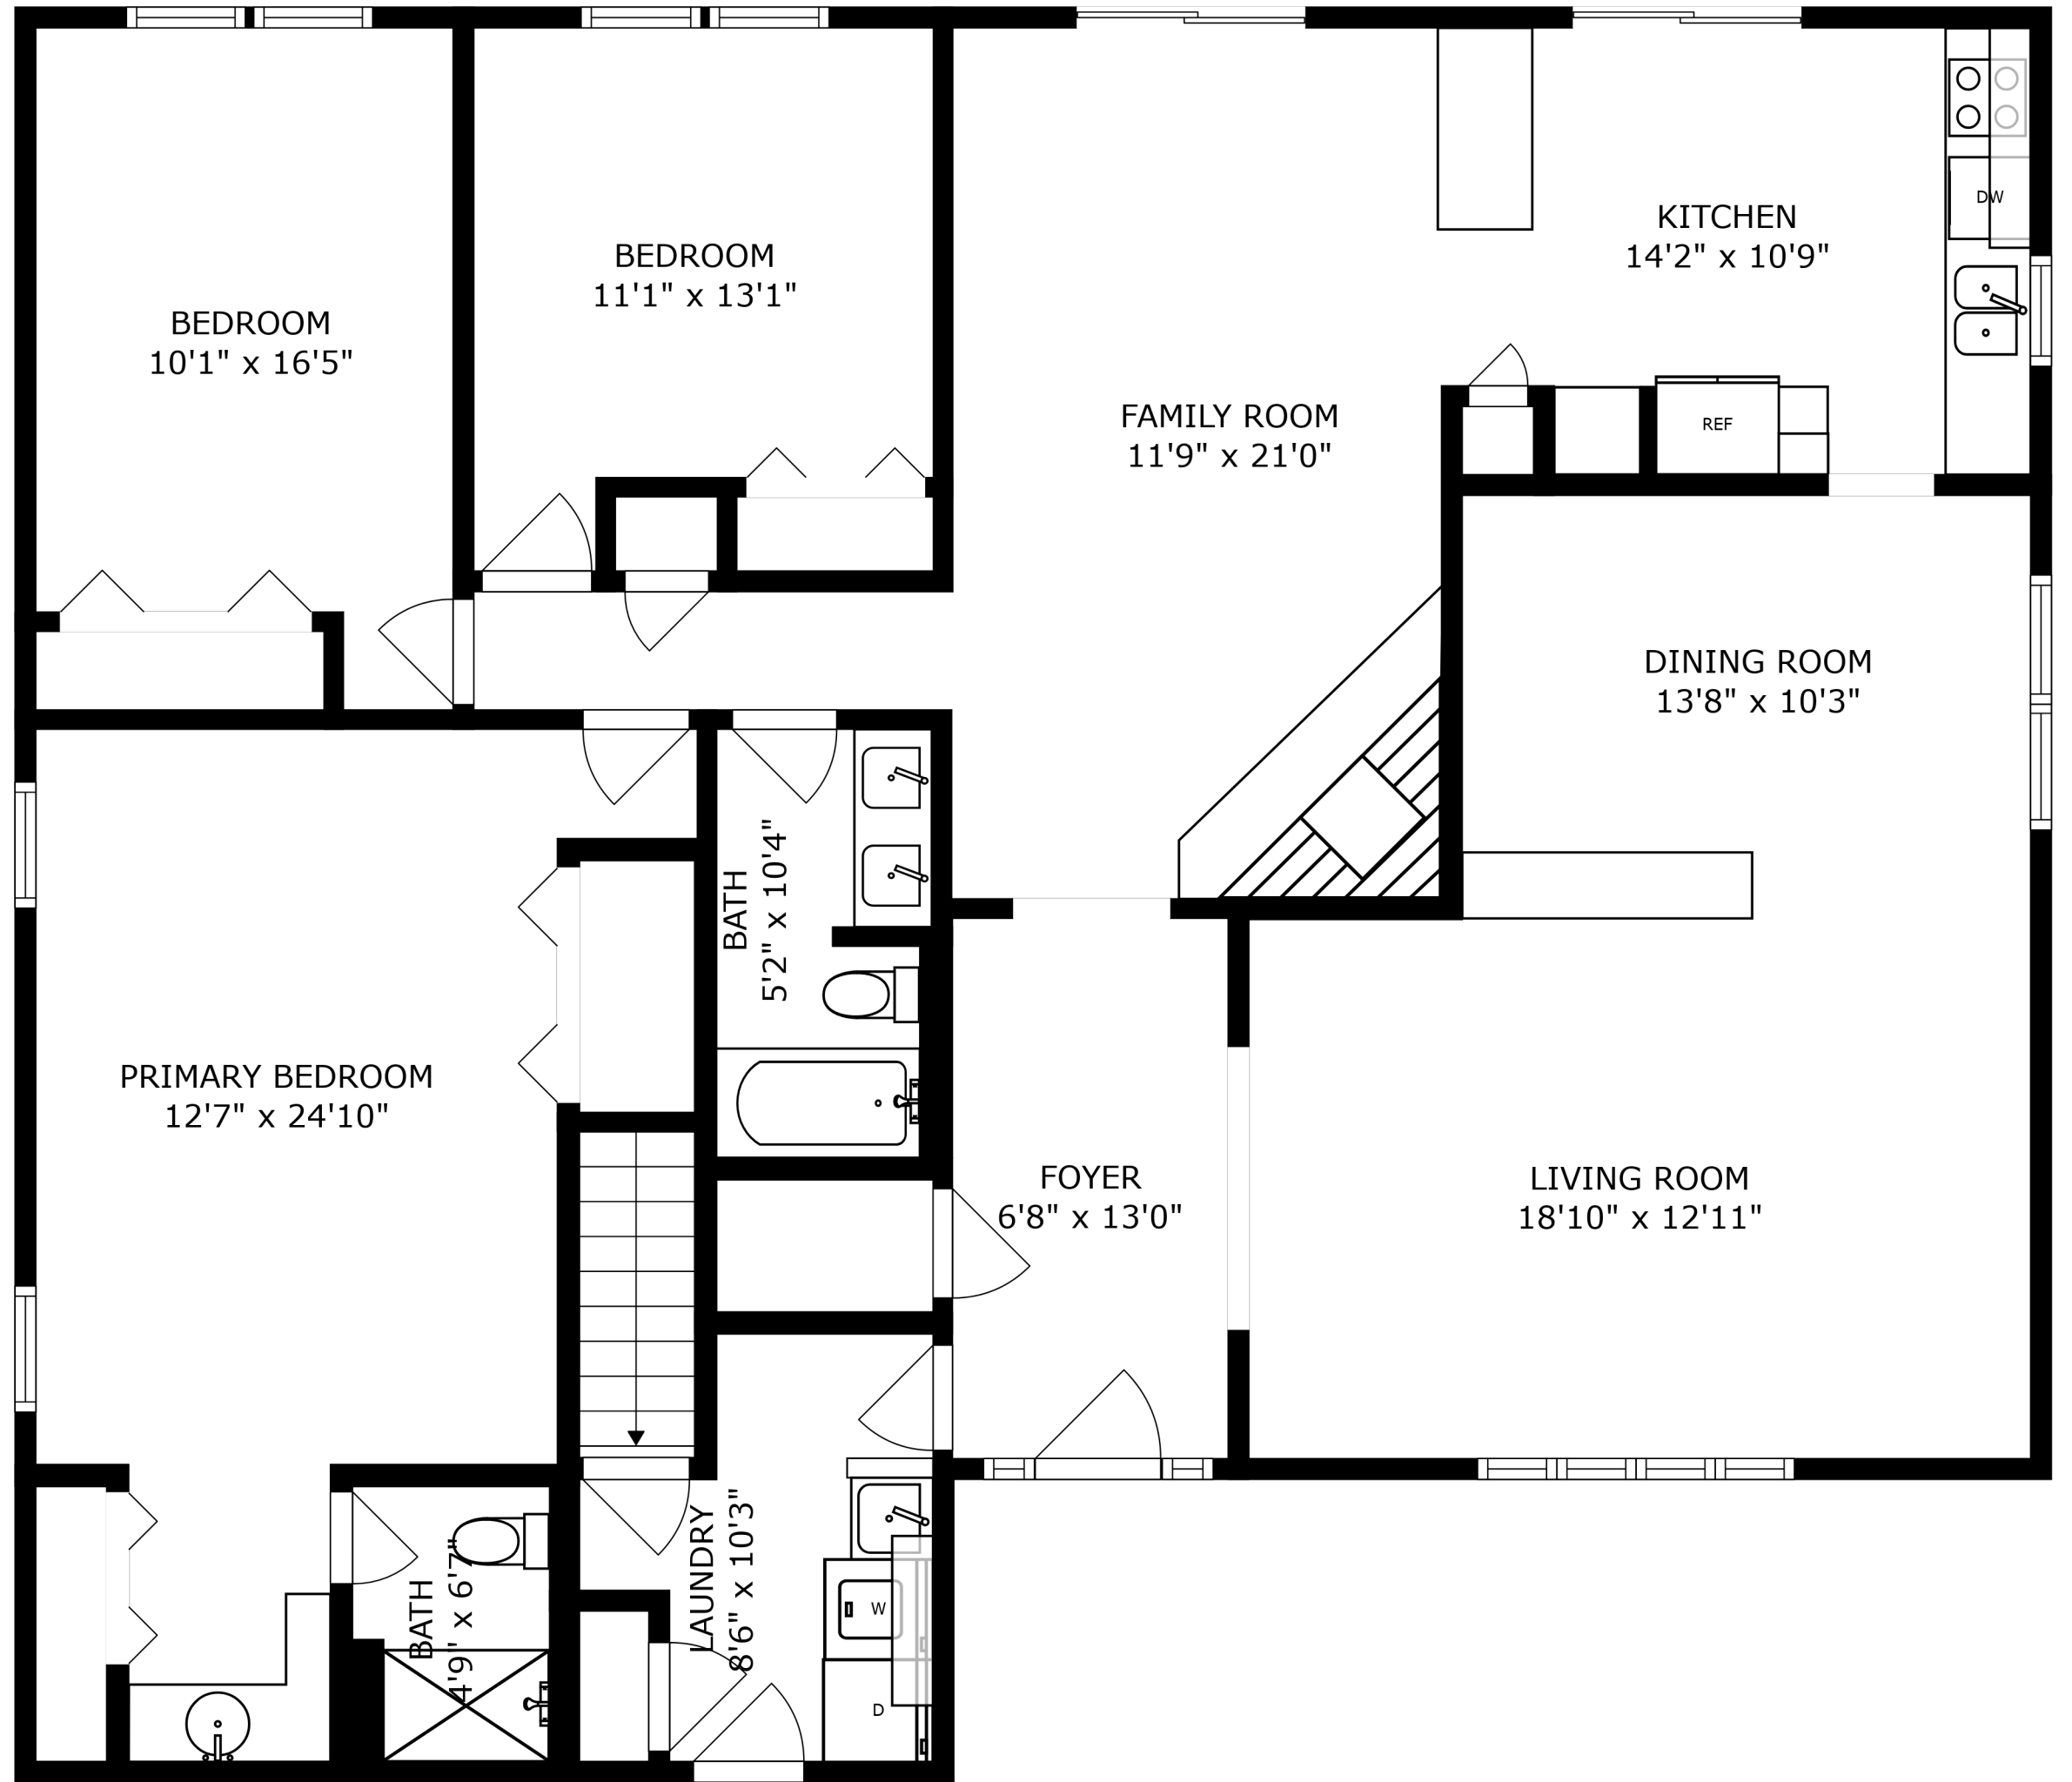 KITCHEN
14'2" x 10'9"
DW
BEDROOM
11'1" x 13'1"
BEDROOM
10'1" x 16'5"
FAMILY ROOM
11'9" x 21'0"
REF
DINING ROOM
13'8" x 10'3"
BATH
5'2" x 10'4"
PRIMARY BEDROOM
12'7" x 24'10"
FOYER
6'8" x 13'0"
LIVING ROOM
18'10" x 12'11"
BATH
4'9" x 6'7"
LAUNDRY
8'6" x 10'3"
W
D